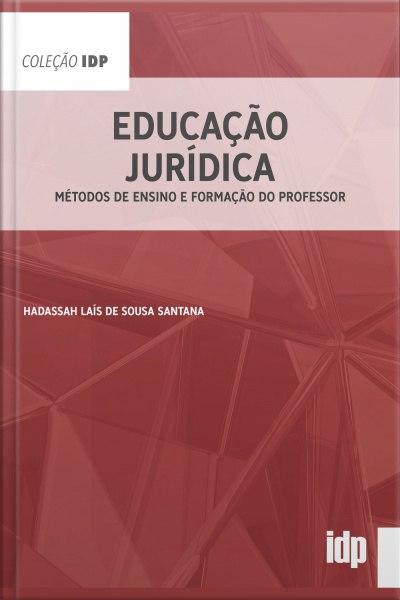 COLEÇÃO IDP
EDUCAÇÃO
JURÍDICA
MÉTODOS DE ENSINO E FORMAÇÃO DO PROFESSOR
HADASSAH LAÍS DE SOUSA SANTANA
idp